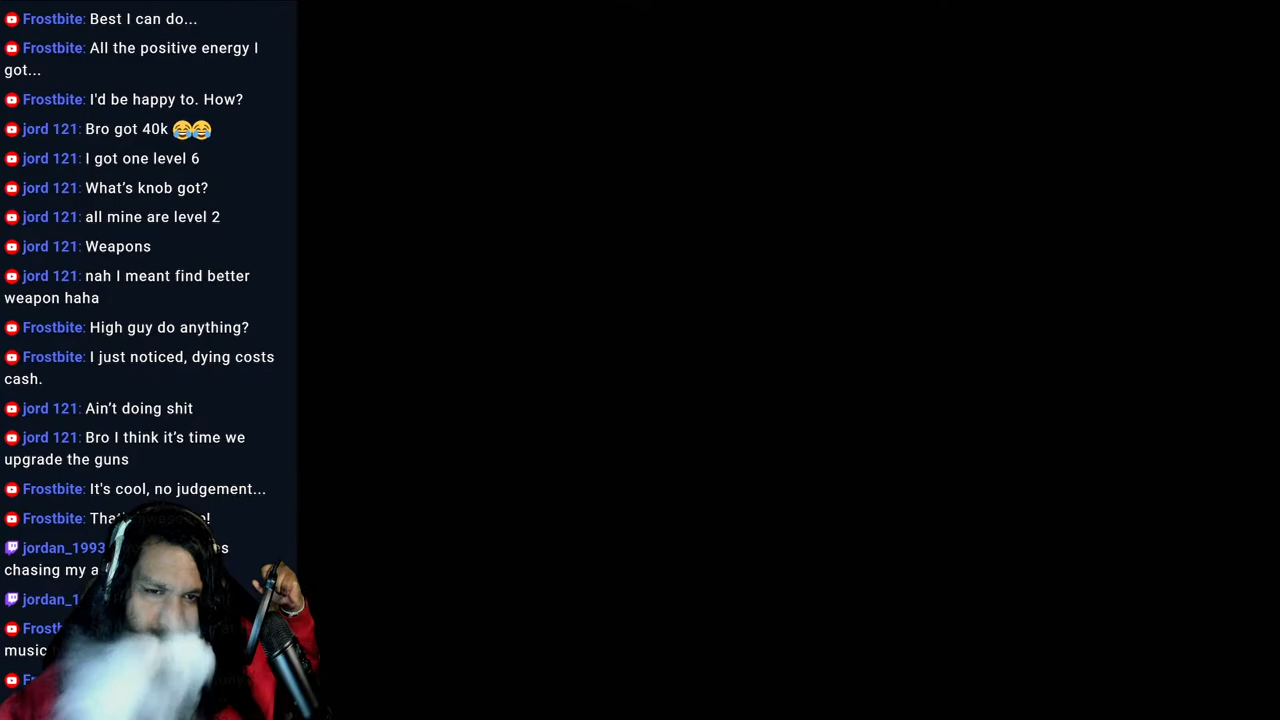 Frostbite: Best I can do...
Frostbite: All the positive energy I
got...
Frostbite: I'd be happy to. How?
jord 121: Bro got 40k 😂😂
jord 121: I got one level 6
jord 121: What's knob got?
jord 121: all mine are level 2
jord 121: Weapons
jord 121: nah I meant find better
weapon haha
Frostbite: High guy do anything?
Frostbite: I just noticed, dying costs
cash.
jord 121: Ain't doing shit
jord 121: Bro I think it's time we
upgrade the guns
Frostbite: It's cool, no judgement...
Frostbite:
jordan_1993
chasing my
music